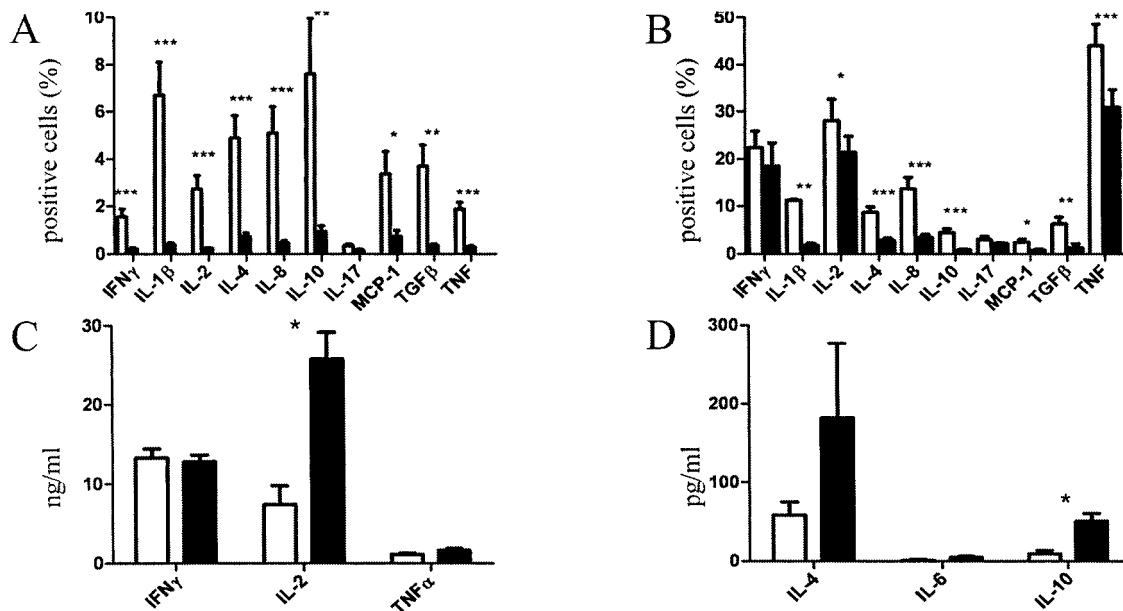 A
positive cells (%)
10
8
6
4
2
0
***
***
***
***
***
**
*
**
***
IFNγ
IL-1β
IL-2
IL-4
IL-8
IL-10
IL-17
MCP-1
TGFβ
TNF
B
positive cells (%)
50
40
30
20
10
0
**
*
***
***
***
*
**
***
IFNγ
IL-1β
IL-2
IL-4
IL-8
IL-10
IL-17
MCP-1
TGFβ
TNF
C
ng/ml
30
20
10
0
*
IFNγ
IL-2
TNFα
D
pg/ml
300
200
100
0
*
IL-4
IL-6
IL-10